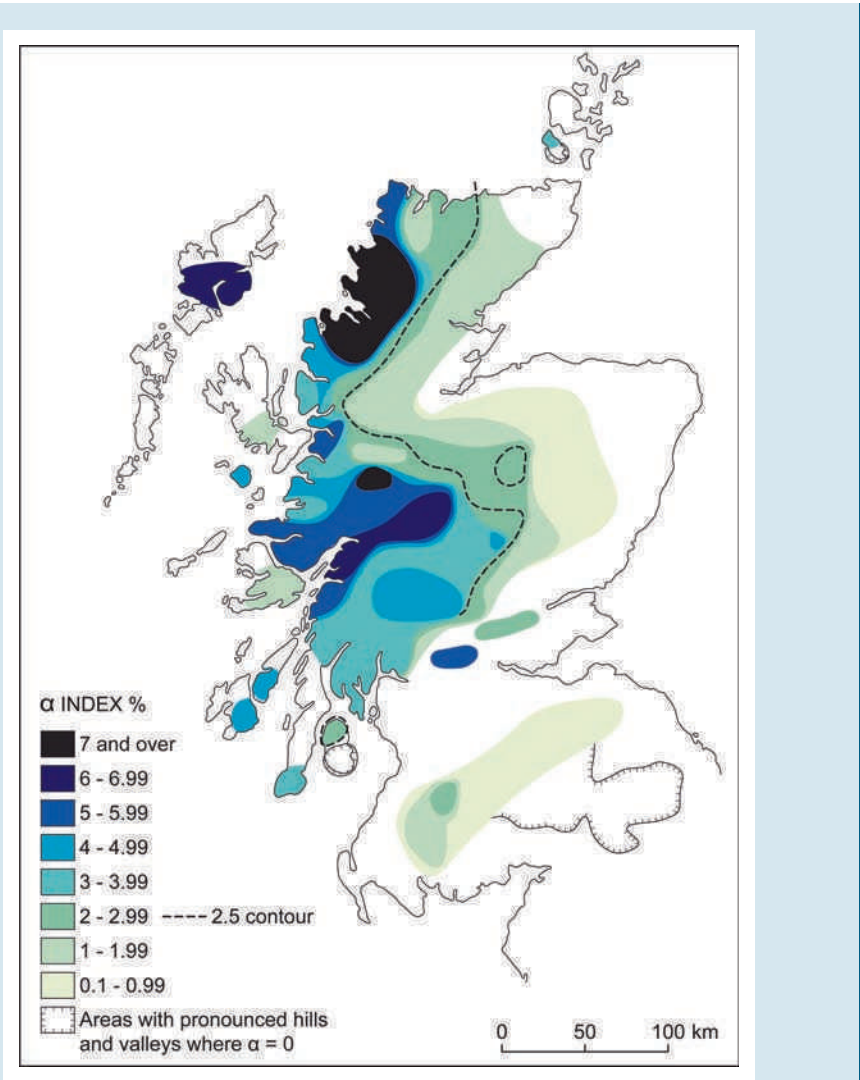 α INDEX %
7 and over
6 - 6.99
5 - 5.99
4 - 4.99
3 - 3.99
2 - 2.99 ---- 2.5 contour
1 - 1.99
0.1 - 0.99
Areas with pronounced hills
and valleys where α = 0
0 50 100 km